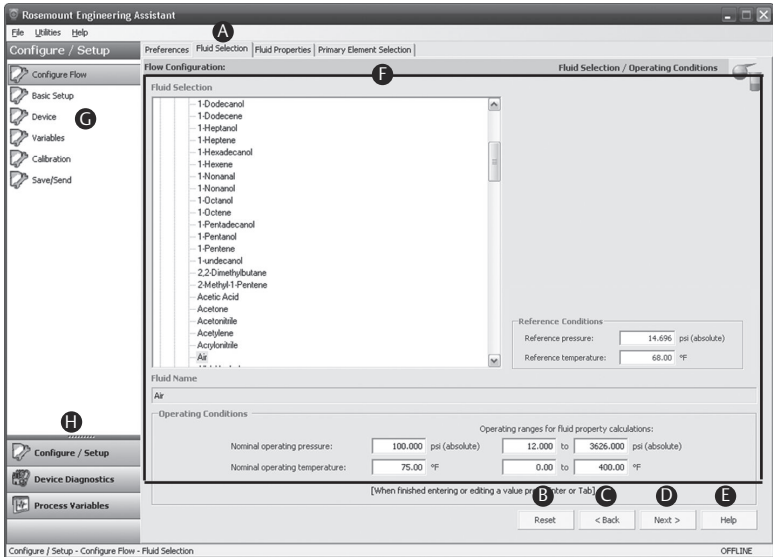 Rosemount Engineering Assistant
File Utilities Help
A
Configure / Setup
Preferences Fluid Selection Fluid Properties Primary Element Selection
Flow Configuration:
F
Fluid Selection / Operating Conditions
Configure Flow
Basic Setup
Device
G
Variables
Calibration
Save/Send
Fluid Selection
1-Dodecanol
1-Dodecene
1-Heptanol
1-Heptene
1-Hexadecanol
1-Hexene
1-Nonanal
1-Nonanol
1-Octanol
1-Octene
1-Pentadecanol
1-Pentanol
1-Pentene
1-undecanol
2,2-Dimethylbutane
2-Methyl-1-Pentene
Acetic Acid
Acetone
Acetonitrile
Acetylene
Acrylonitrile
Air
Reference Conditions
Reference pressure: 14.696 psi (absolute)
Reference temperature: 68.00 °F
Fluid Name
Air
Operating Conditions
Operating ranges for fluid property calculations:
Nominal operating pressure: 100.000 psi (absolute) 12.000 to 3626.000 psi (absolute)
Nominal operating temperature: 75.00 °F 0.00 to 400.00 °F
H
Configure / Setup
Device Diagnostics
Process Variables
[When finished entering or editing a value pre nter or Tab]
B C D E
Reset < Back Next > Help
Configure / Setup - Configure Flow - Fluid Selection
OFFLINE